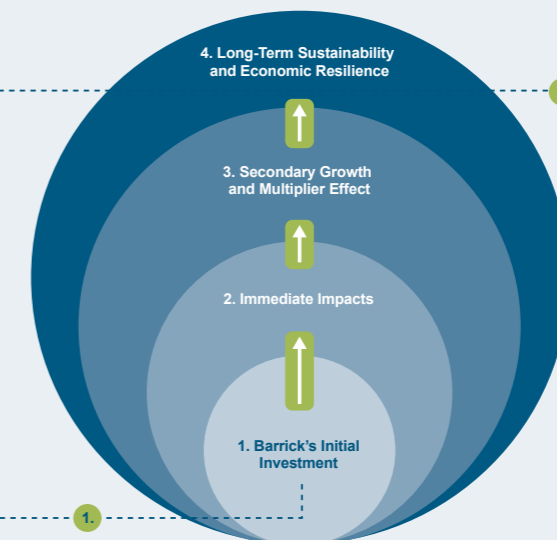 4. Long-Term Sustainability
and Economic Resilience
3. Secondary Growth
and Multiplier Effect
2. Immediate Impacts
1. Barrick's Initial
Investment
1.